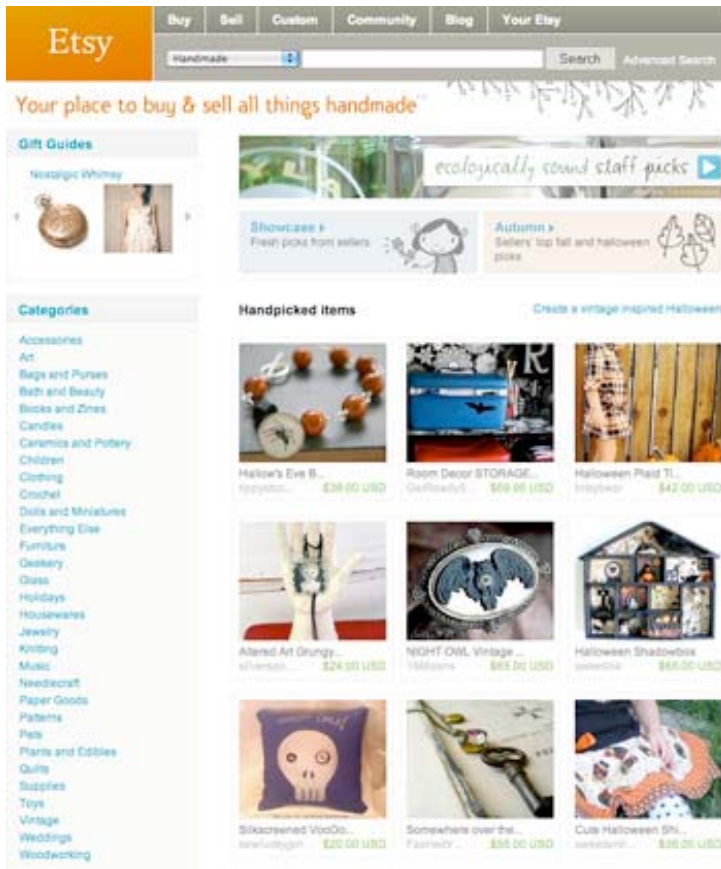 Etsy
Buy Sell Custom Community Blog Your Etsy
Handmade Search Advanced Search
Your place to buy & sell all things handmade
Gift Guides
Nostalgic Whimsy
ecologically sound staff picks
Showcase
Fresh picks from sellers
Autumn
Sellers' top fall and halloween
picks
Categories
Accessories
Art
Bags and Purses
Bath and Beauty
Books and Zines
Candles
Ceramics and Pottery
Children
Clothing
Crochet
Dolls and Miniatures
Everything Else
Furniture
Geekery
Glass
Holidays
Housewares
Jewelry
Knitting
Music
Needlecraft
Paper Goods
Patterns
Pets
Plants and Edibles
Quilts
Supplies
Toys
Vintage
Weddings
Woodworking
Handpicked items
Create a vintage inspired Halloween
R
Hallow's Eve B...
$38.00 USD
Room Decor STORAGE...
$69.95 USD
Halloween Plaid Ti...
$42.00 USD
Altered Art Grungy...
$24.00 USD
NIGHT OWL Vintage ...
$65.00 USD
Halloween Shadowbox
$65.00 USD
Silkscreened VooDo...
$20.00 USD
Somewhere over the...
$55.00 USD
Cute Halloween Shi...